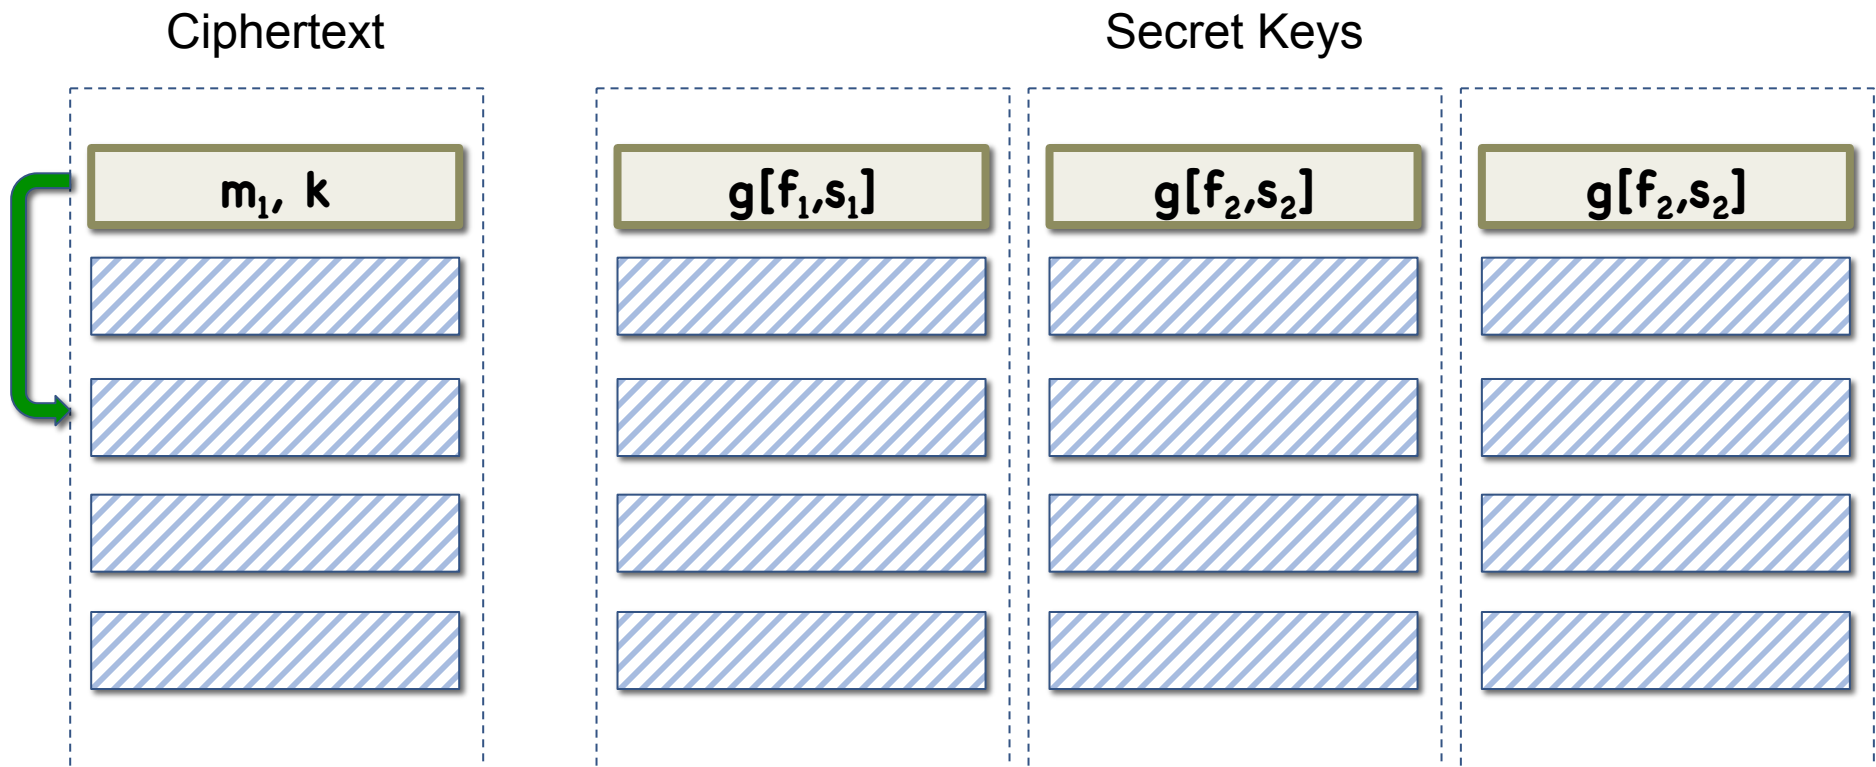 Ciphertext
Secret Keys
m₁, k
g[f₁,s₁]
g[f₂,s₂]
g[f₂,s₂]